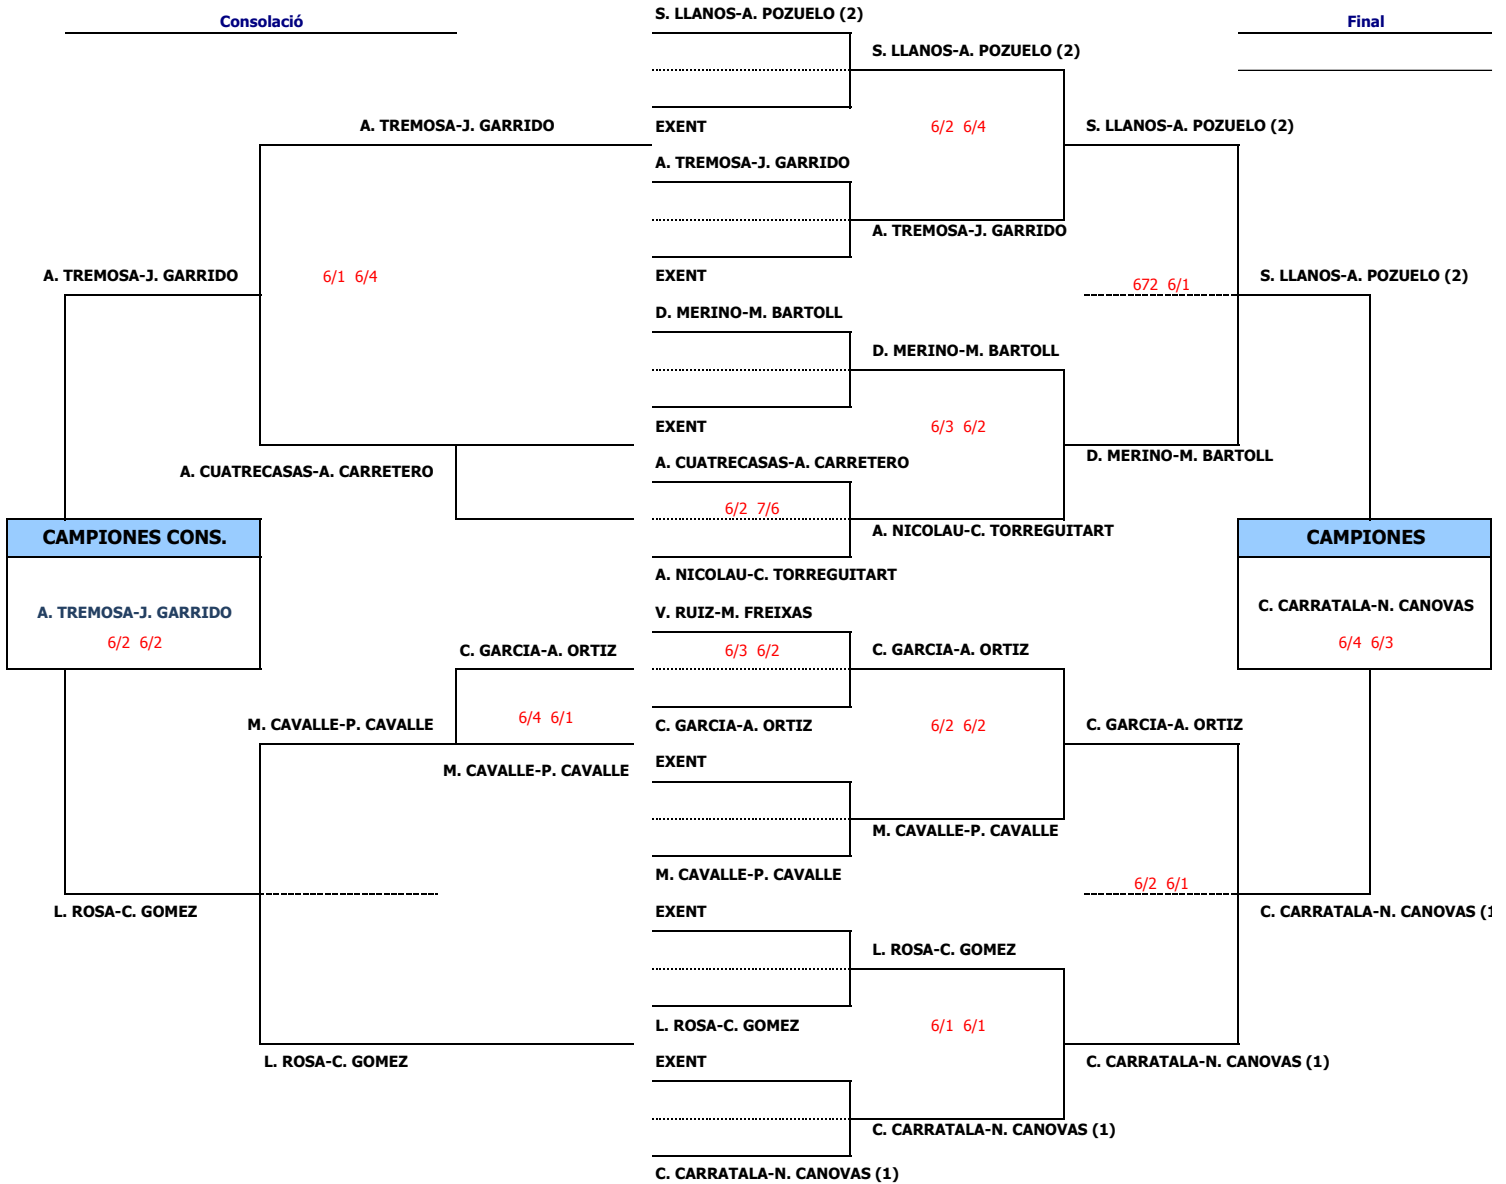 S. LLANOS-A. POZUELO (2)
Consolació
Final
S. LLANOS-A. POZUELO (2)
A. TREMOSA-J. GARRIDO
EXENT
6/2 6/4
S. LLANOS-A. POZUELO (2)
A. TREMOSA-J. GARRIDO
A. TREMOSA-J. GARRIDO
A. TREMOSA-J. GARRIDO
6/1 6/4
EXENT
672 6/1
S. LLANOS-A. POZUELO (2)
D. MERINO-M. BARTOLL
D. MERINO-M. BARTOLL
EXENT
6/3 6/2
A. CUATRECASAS-A. CARRETERO
A. CUATRECASAS-A. CARRETERO
D. MERINO-M. BARTOLL
6/2 7/6
A. NICOLAU-C. TORREGUITART
CAMPIONES CONS.
CAMPIONES
A. NICOLAU-C. TORREGUITART
A. TREMOSA-J. GARRIDO
V. RUIZ-M. FREIXAS
C. CARRATALA-N. CANOVAS
6/2 6/2
C. GARCIA-A. ORTIZ
6/3 6/2
C. GARCIA-A. ORTIZ
6/4 6/3
M. CAVALLE-P. CAVALLE
6/4 6/1
C. GARCIA-A. ORTIZ
6/2 6/2
C. GARCIA-A. ORTIZ
M. CAVALLE-P. CAVALLE
EXENT
M. CAVALLE-P. CAVALLE
M. CAVALLE-P. CAVALLE
6/2 6/1
L. ROSA-C. GOMEZ
EXENT
C. CARRATALA-N. CANOVAS (1
L. ROSA-C. GOMEZ
L. ROSA-C. GOMEZ
6/1 6/1
L. ROSA-C. GOMEZ
EXENT
C. CARRATALA-N. CANOVAS (1)
C. CARRATALA-N. CANOVAS (1)
C. CARRATALA-N. CANOVAS (1)